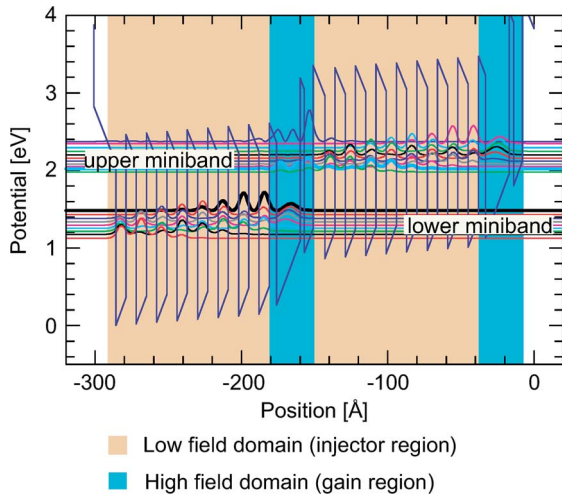 4
3
2
1
0
Potential [eV]
upper miniband
lower miniband
-300
-200
-100
0
Position [Å]
Low field domain (injector region)
High field domain (gain region)